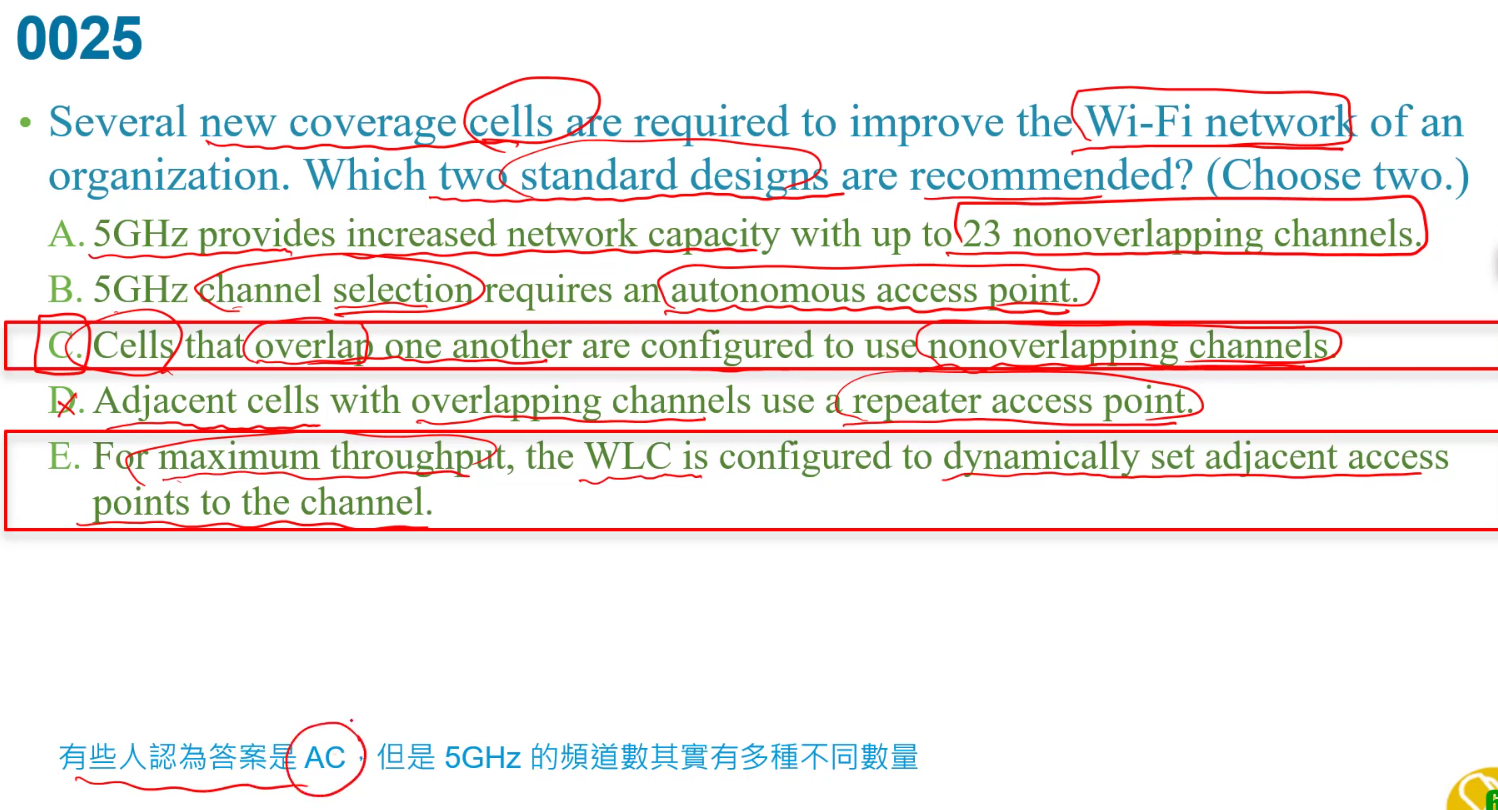 0025
• Several new coverage cells are required to improve the Wi-Fi network of an
organization. Which two standard designs are recommended? (Choose two.)
A. 5GHz provides increased network capacity with up to 23 nonoverlapping channels.
B. 5GHz channel selection requires an autonomous access point.
C. Cells that overlap one another are configured to use nonoverlapping channels.
D. Adjacent cells with overlapping channels use a repeater access point.
E. For maximum throughput, the WLC is configured to dynamically set adjacent access
points to the channel.
有些人認為答案是 AC，但是 5GHz 的頻道數其實有多種不同數量